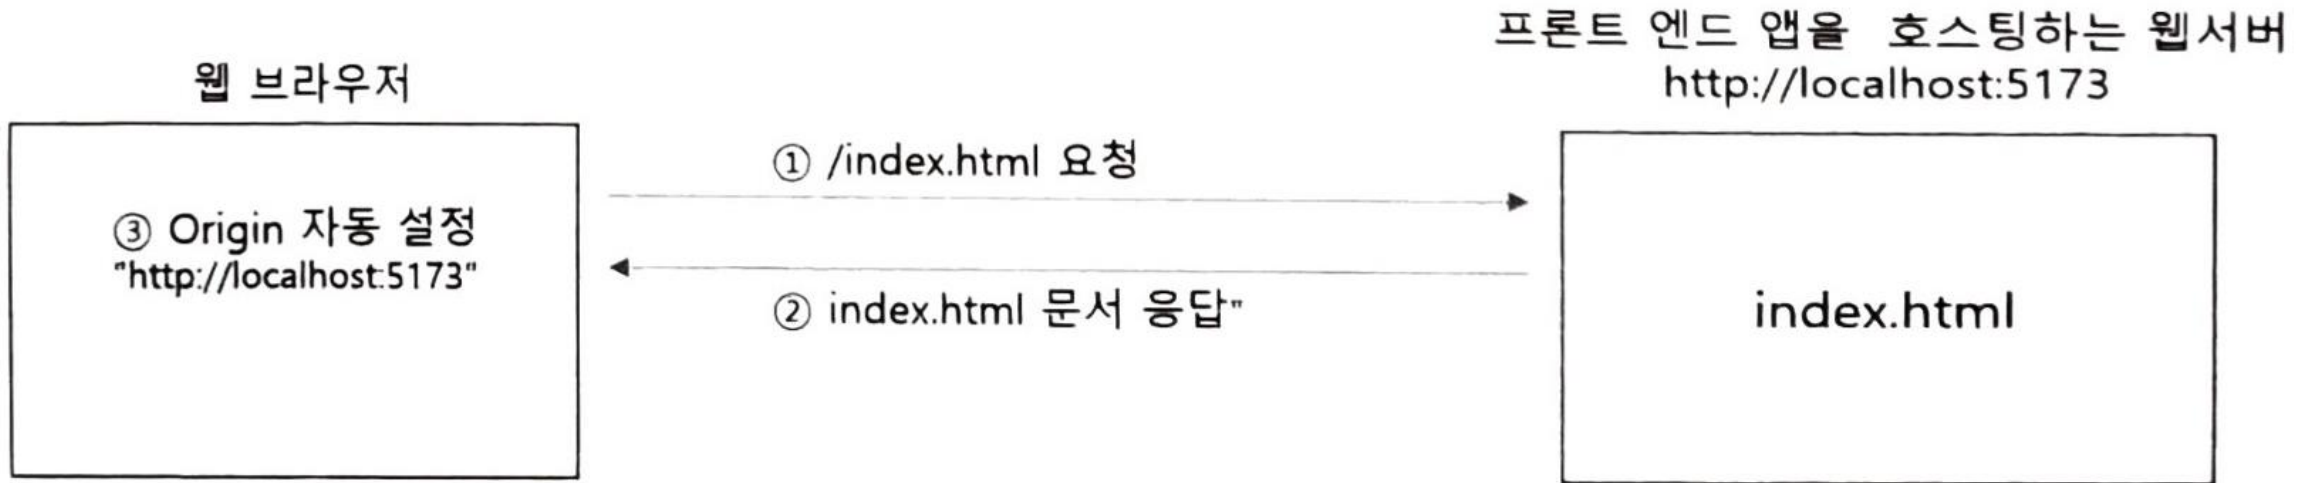 프론트 엔드 앱을 호스팅하는 웹서버
http://localhost:5173
웹 브라우저
① /index.html 요청
③ Origin 자동 설정
"http://localhost:5173"
② index.html 문서 응답"
index.html